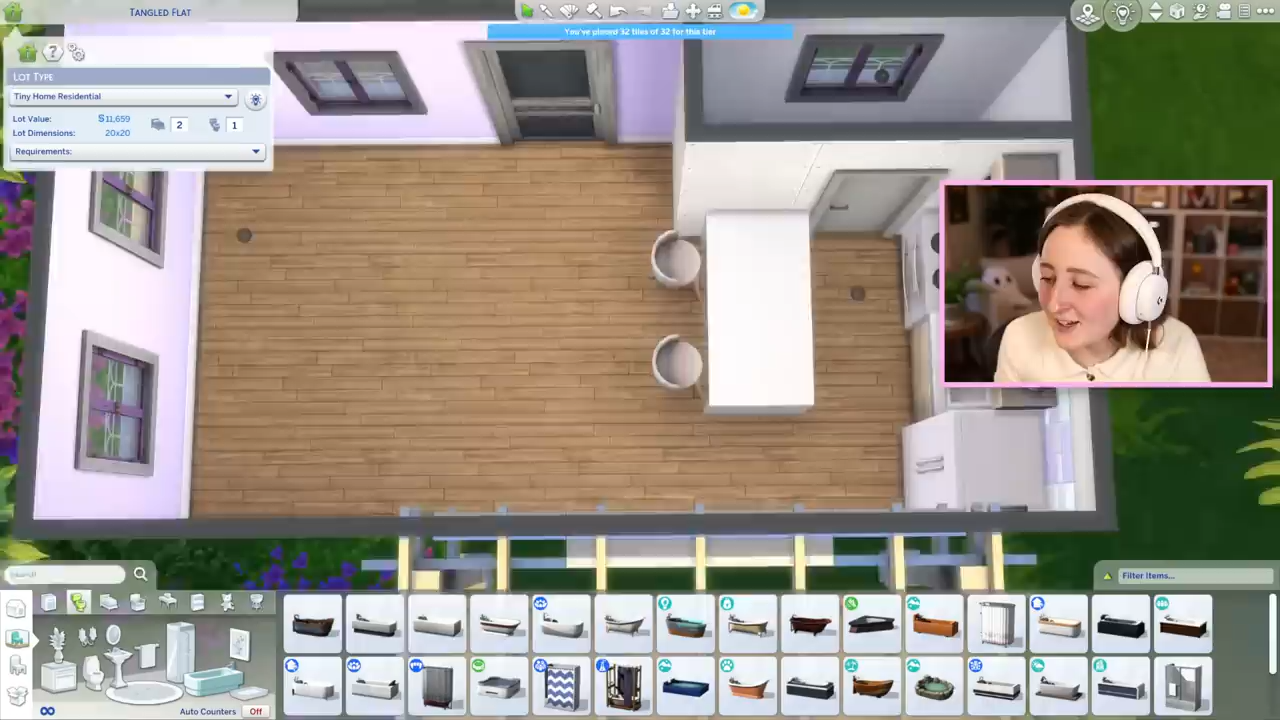 TANGLED FLAT
You've placed 32 tiles of 32 for this tier
LOT TYPE
Tiny Home Residential
Lot Value:
$11,659
2
1
Lot Dimensions:
20x20
Requirements:
Search
Filter Items...
Auto Counters
Off